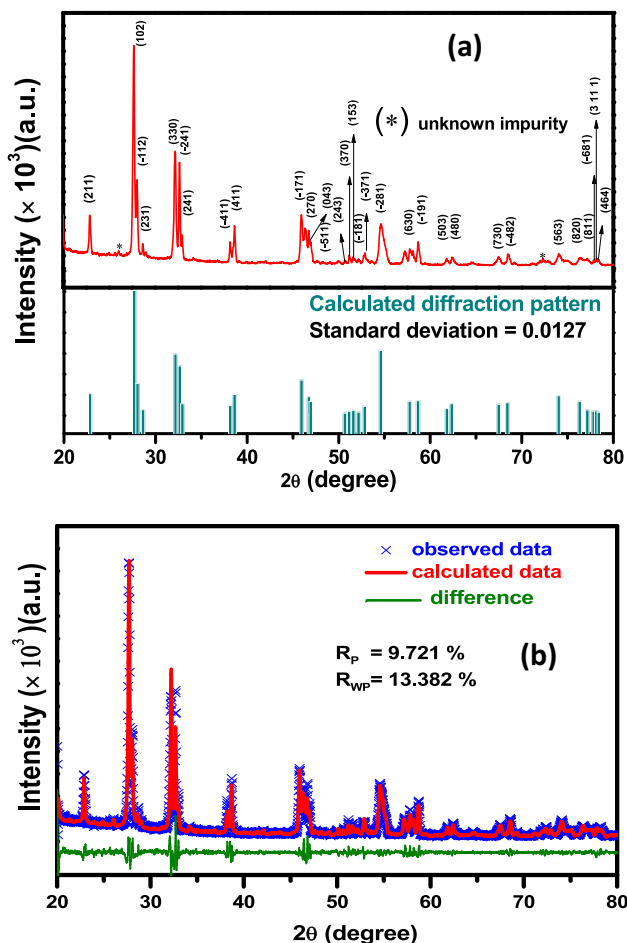 (a)
Intensity (× 10³)(a.u.)
(211)
*
(102)
(-112)
(231)
(330)
(-241)
(241)
(-411)
(411)
(-171)
(270)
(043)
(-511)
(243)
(370)
(153)
(-181)
(-371)
(*) unknown impurity
(-281)
(630)
(-191)
(503)
(480)
(730)
(-482)
*
(563)
(820)
(811)
(-681)
(3 11 1)
(464)
Calculated diffraction pattern
Standard deviation = 0.0127
20 30 40 50 60 70 80
2θ (degree)
observed data
calculated data
difference
(b)
R_P = 9.721 %
R_WP= 13.382 %
Intensity (× 10³)(a.u.)
20 30 40 50 60 70 80
2θ (degree)